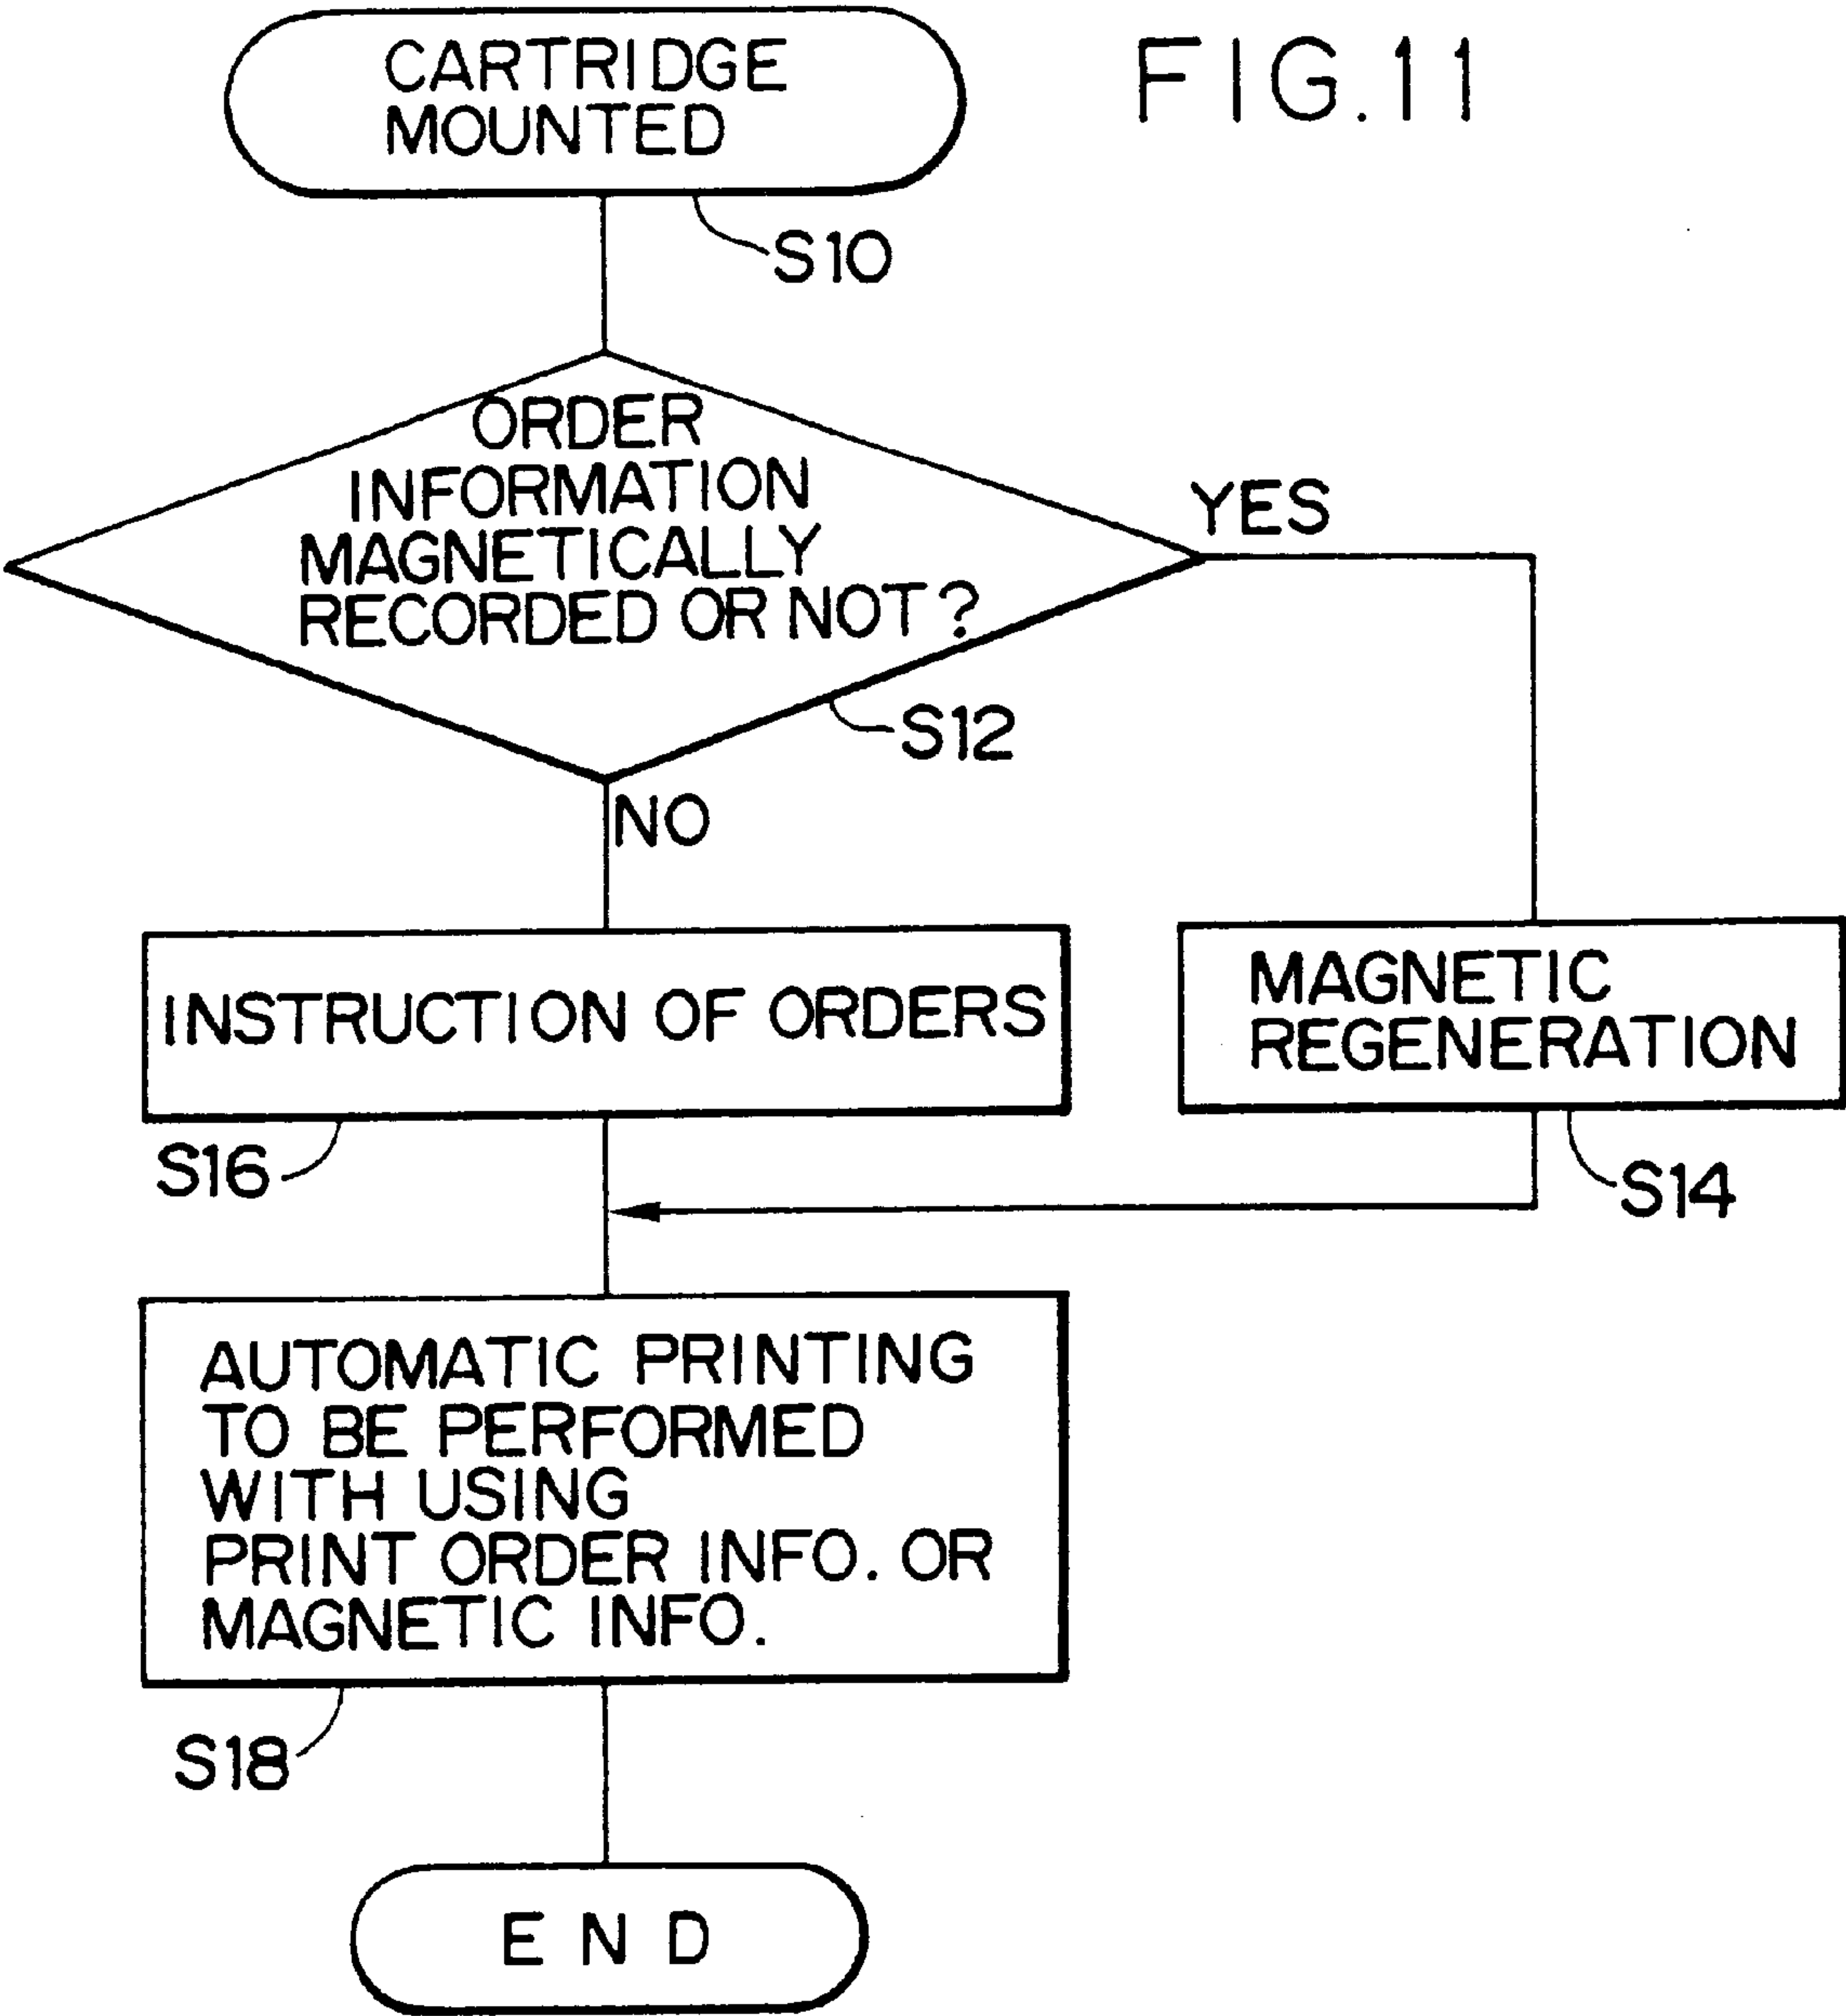 FIG.11
CARTRIDGE
MOUNTED
S10
ORDER
INFORMATION
MAGNETICALLY
RECORDED OR NOT?
YES
S12
NO
INSTRUCTION OF ORDERS
S16
MAGNETIC
REGENERATION
S14
AUTOMATIC PRINTING
TO BE PERFORMED
WITH USING
PRINT ORDER INFO. OR
MAGNETIC INFO.
S18
END